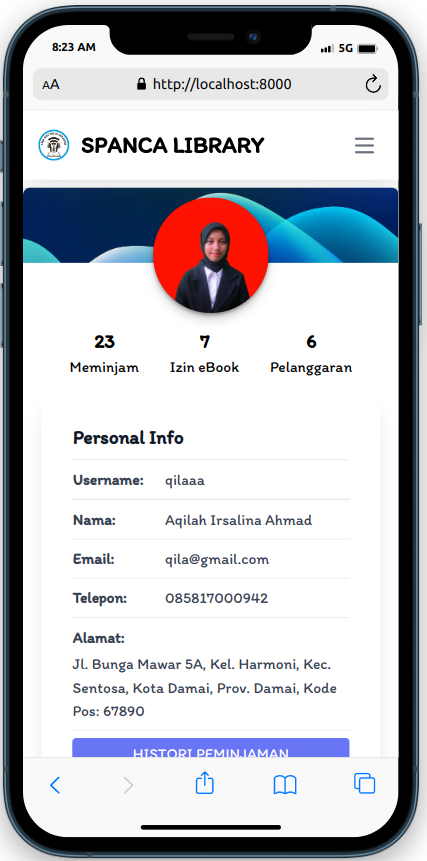 8:23 AM
5G
AA
http://localhost:8000
SPANCA LIBRARY
23 7 6
Meminjam Izin eBook Pelanggaran
Personal Info
Username: qilaaa
Nama: Aqilah Irsalina Ahmad
Email: qila@gmail.com
Telepon: 085817000942
Alamat:
Jl. Bunga Mawar 5A, Kel. Harmoni, Kec.
Sentosa, Kota Damai, Prov. Damai, Kode
Pos: 67890
HISTORI PEMINJAMAN